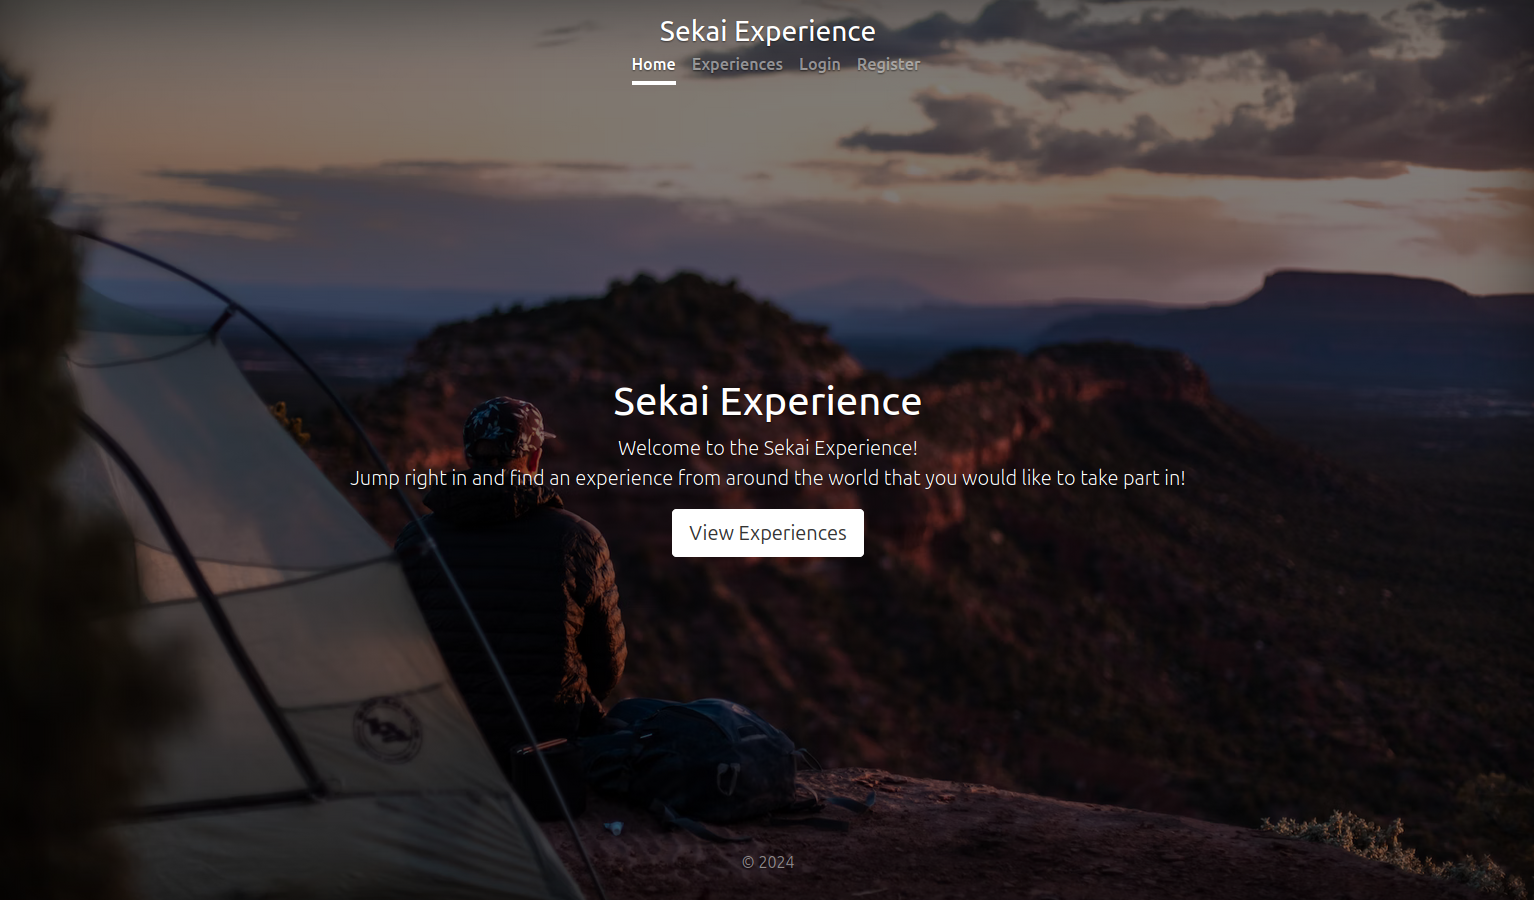 Sekai Experience
Home Experiences Login Register
Sekai Experience
Welcome to the Sekai Experience!
Jump right in and find an experience from around the world that you would like to take part in!
View Experiences
© 2024